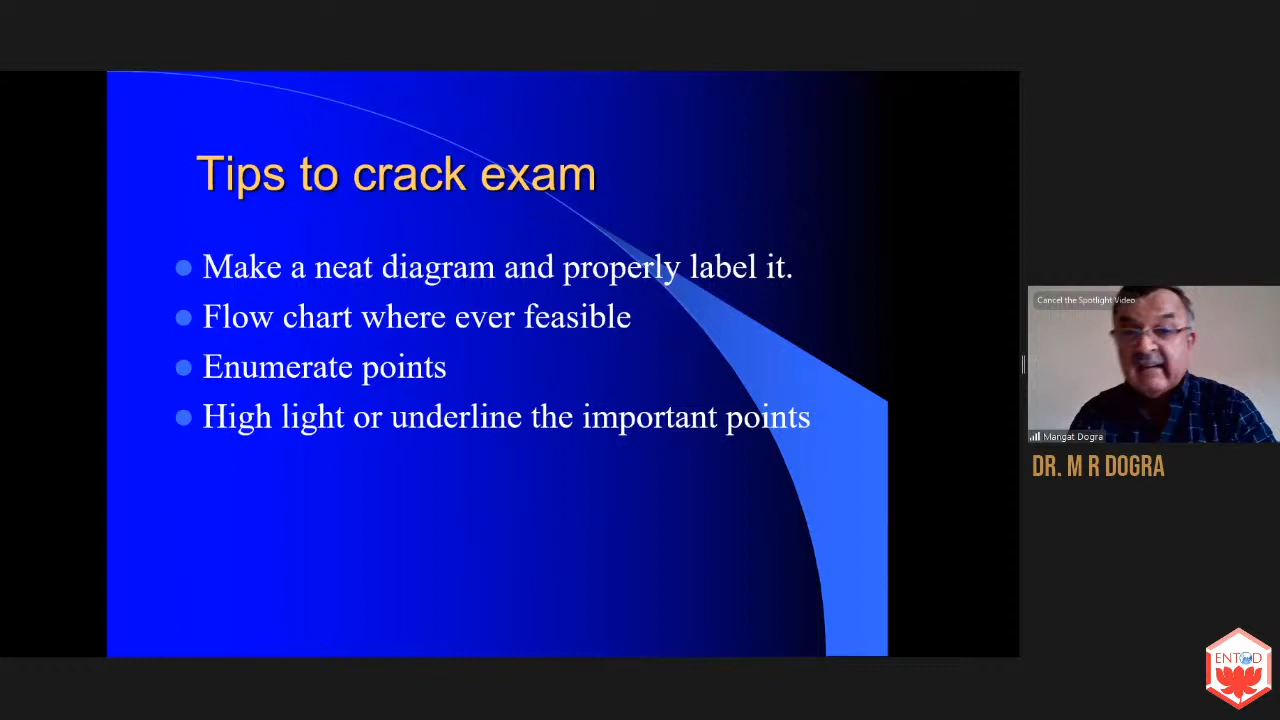 Tips to crack exam
Make a neat diagram and properly label it.
Flow chart where ever feasible
Enumerate points
High light or underline the important points
Cancel the Spotlight Video
Mangat Dogra
DR. M R DOGRA
ENTOD